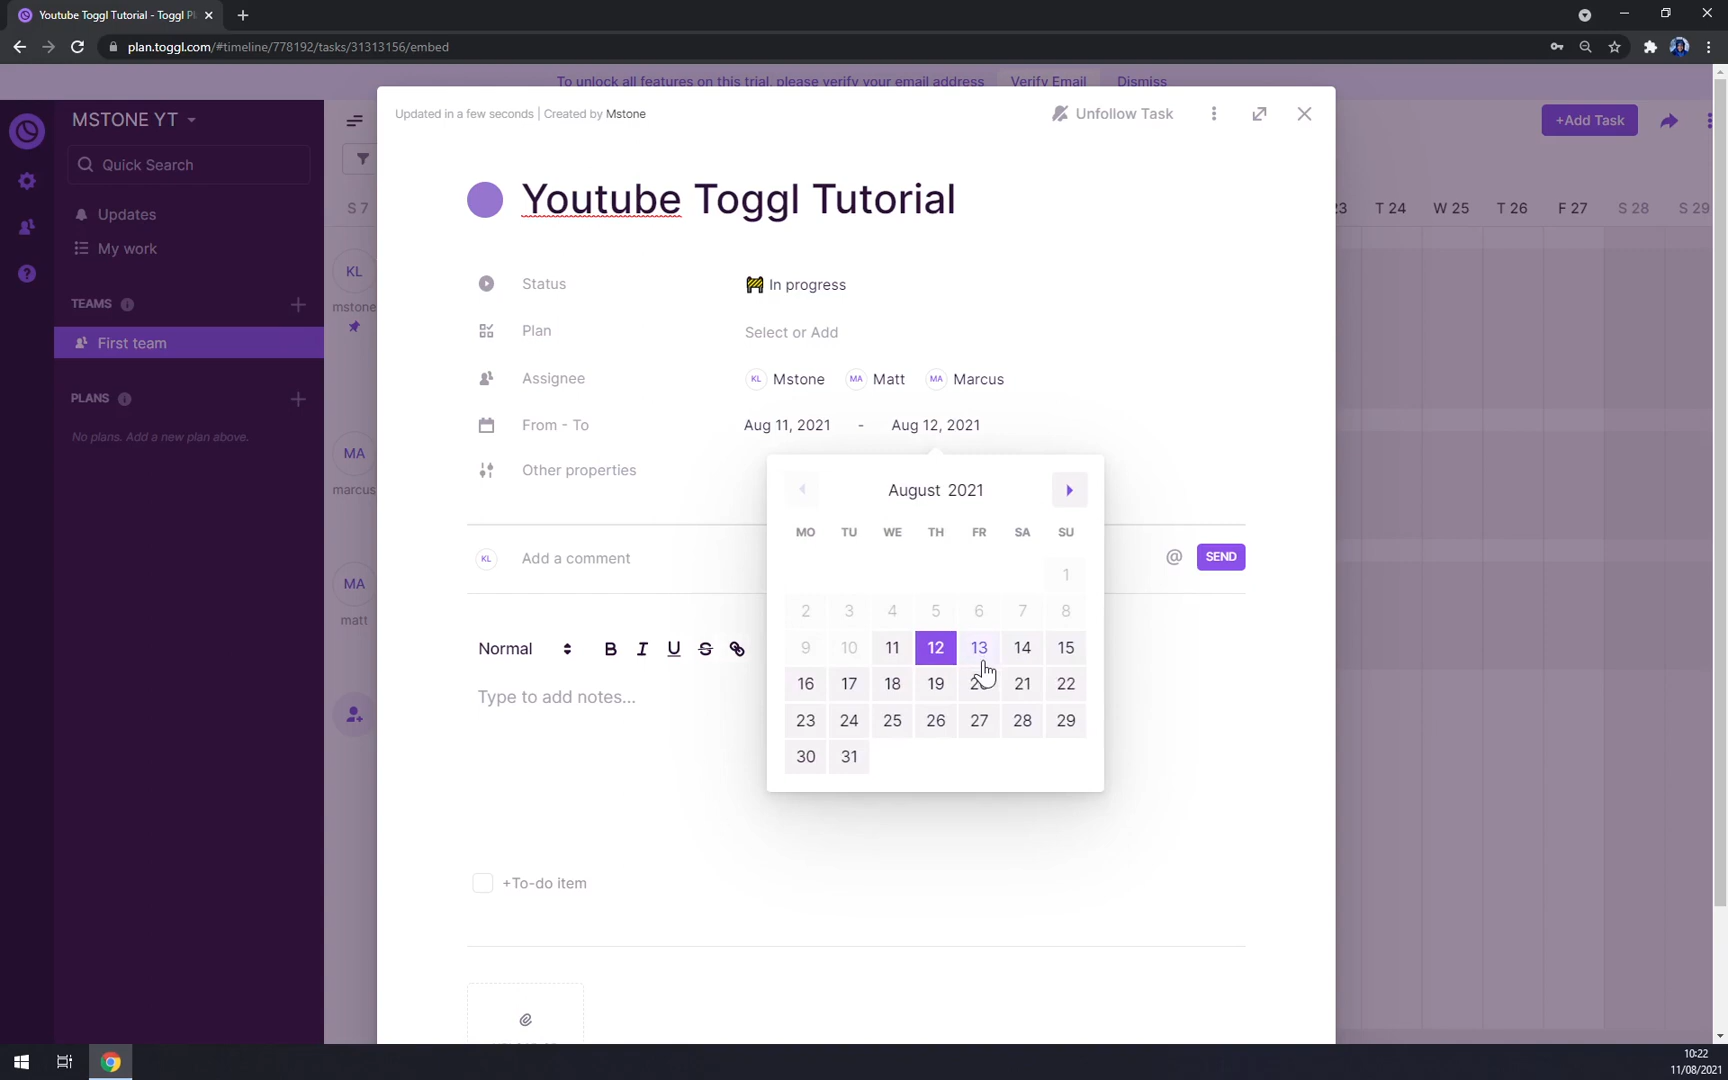 Youtube Toggl Tutorial - Toggl Pl
plan.toggl.com/#timeline/778192/tasks/31313156/embed
To unlock all features on this trial, please verify your email address Verify Email Dismiss
MSTONE YT
Quick Search
Updates
My work
TEAMS
First team
PLANS
No plans. Add a new plan above.
S 7
KL
mstone
MA
marcus
MA
matt
Updated in a few seconds | Created by Mstone
Unfollow Task
+Add Task
23 T 24 W 25 T 26 F 27 S 28 S 29
Youtube Toggl Tutorial
Status 🚧 In progress
Plan Select or Add
Assignee KL Mstone MA Matt MA Marcus
From - To Aug 11, 2021 - Aug 12, 2021
Other properties
August 2021
MO TU WE TH FR SA SU
1
2 3 4 5 6 7 8
9 10 11 12 13 14 15
16 17 18 19 20 21 22
23 24 25 26 27 28 29
30 31
KL Add a comment @ SEND
Normal B I U S
Type to add notes...
+To-do item
10:22
11/08/2021